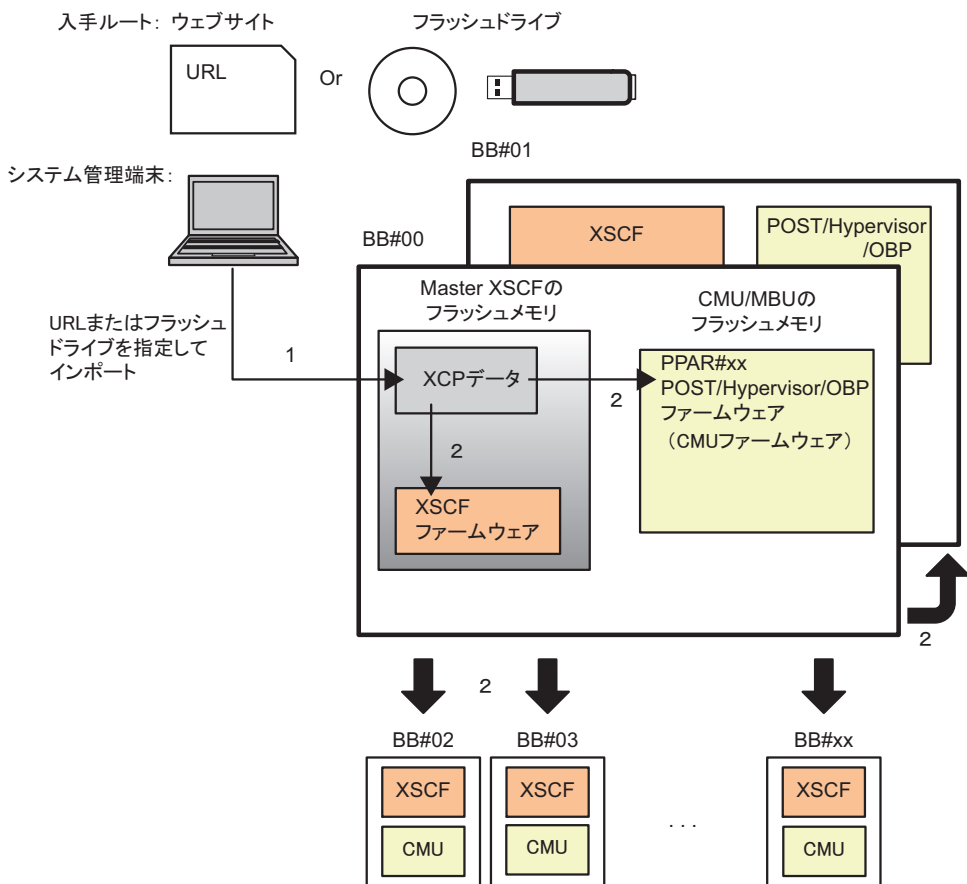 入手ルート：ウェブサイト
フラッシュドライブ
URL
Or
BB#01
システム管理端末：
XSCF
POST/Hypervisor
/OBP
BB#00
Master XSCFの
フラッシュメモリ
CMU/MBUの
フラッシュメモリ
URLまたはフラッシュ
ドライブを指定して
インポート
1
XCPデータ
2
PPAR#xx
POST/Hypervisor/OBP
ファームウェア
（CMUファームウェア）
2
XSCF
ファームウェア
2
2
BB#02
BB#03
BB#xx
XSCF
XSCF
XSCF
CMU
CMU
CMU
. . .